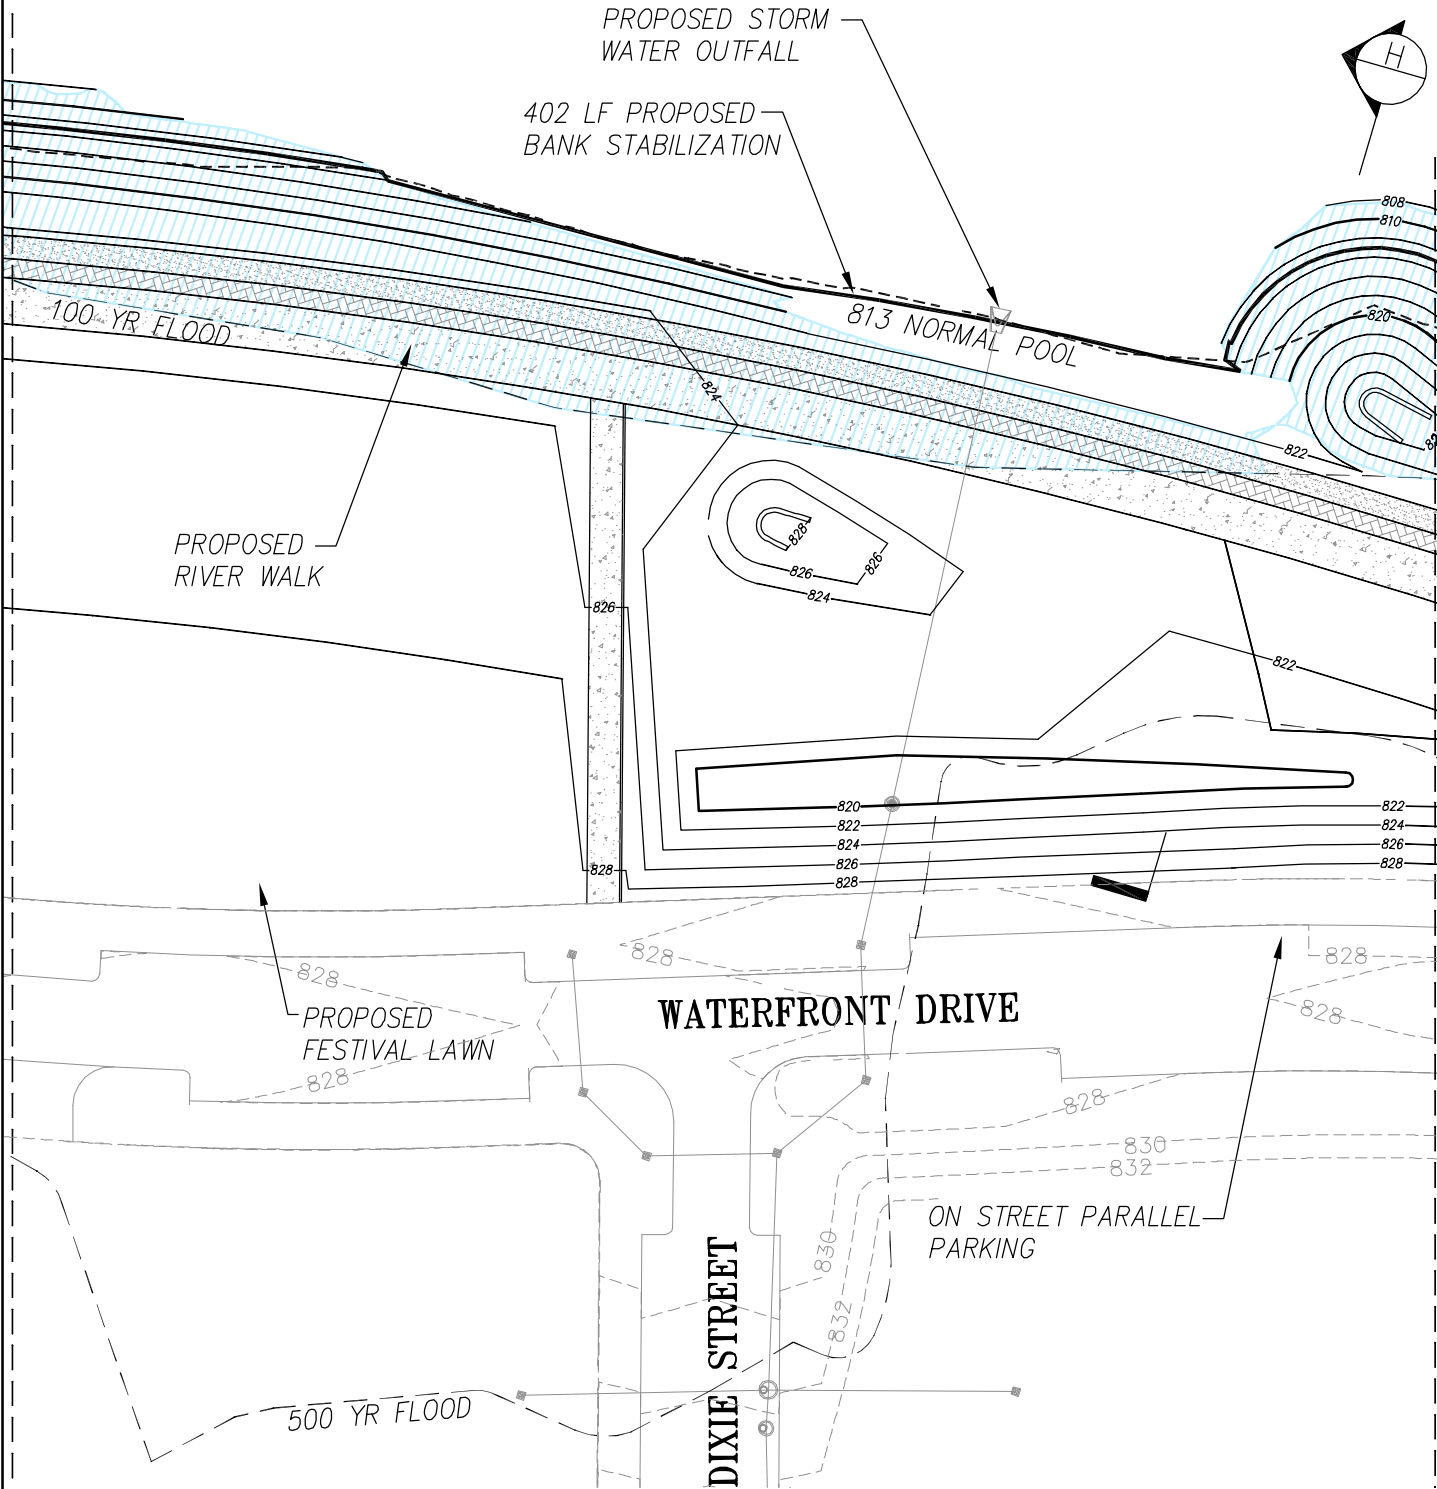 PROPOSED STORM
WATER OUTFALL
H
402 LF PROPOSED
BANK STABILIZATION
808
810
820
813 NORMAL POOL
100 YR FLOOD
824
822
828
PROPOSED
RIVER WALK
826
826
824
826
822
820
822
822
824
824
826
826
828
828
828
828
828
828
PROPOSED
FESTIVAL LAWN
WATERFRONT DRIVE
828
828
828
830
832
ON STREET PARALLEL
PARKING
830
832
DIXIE STREET
500 YR FLOOD